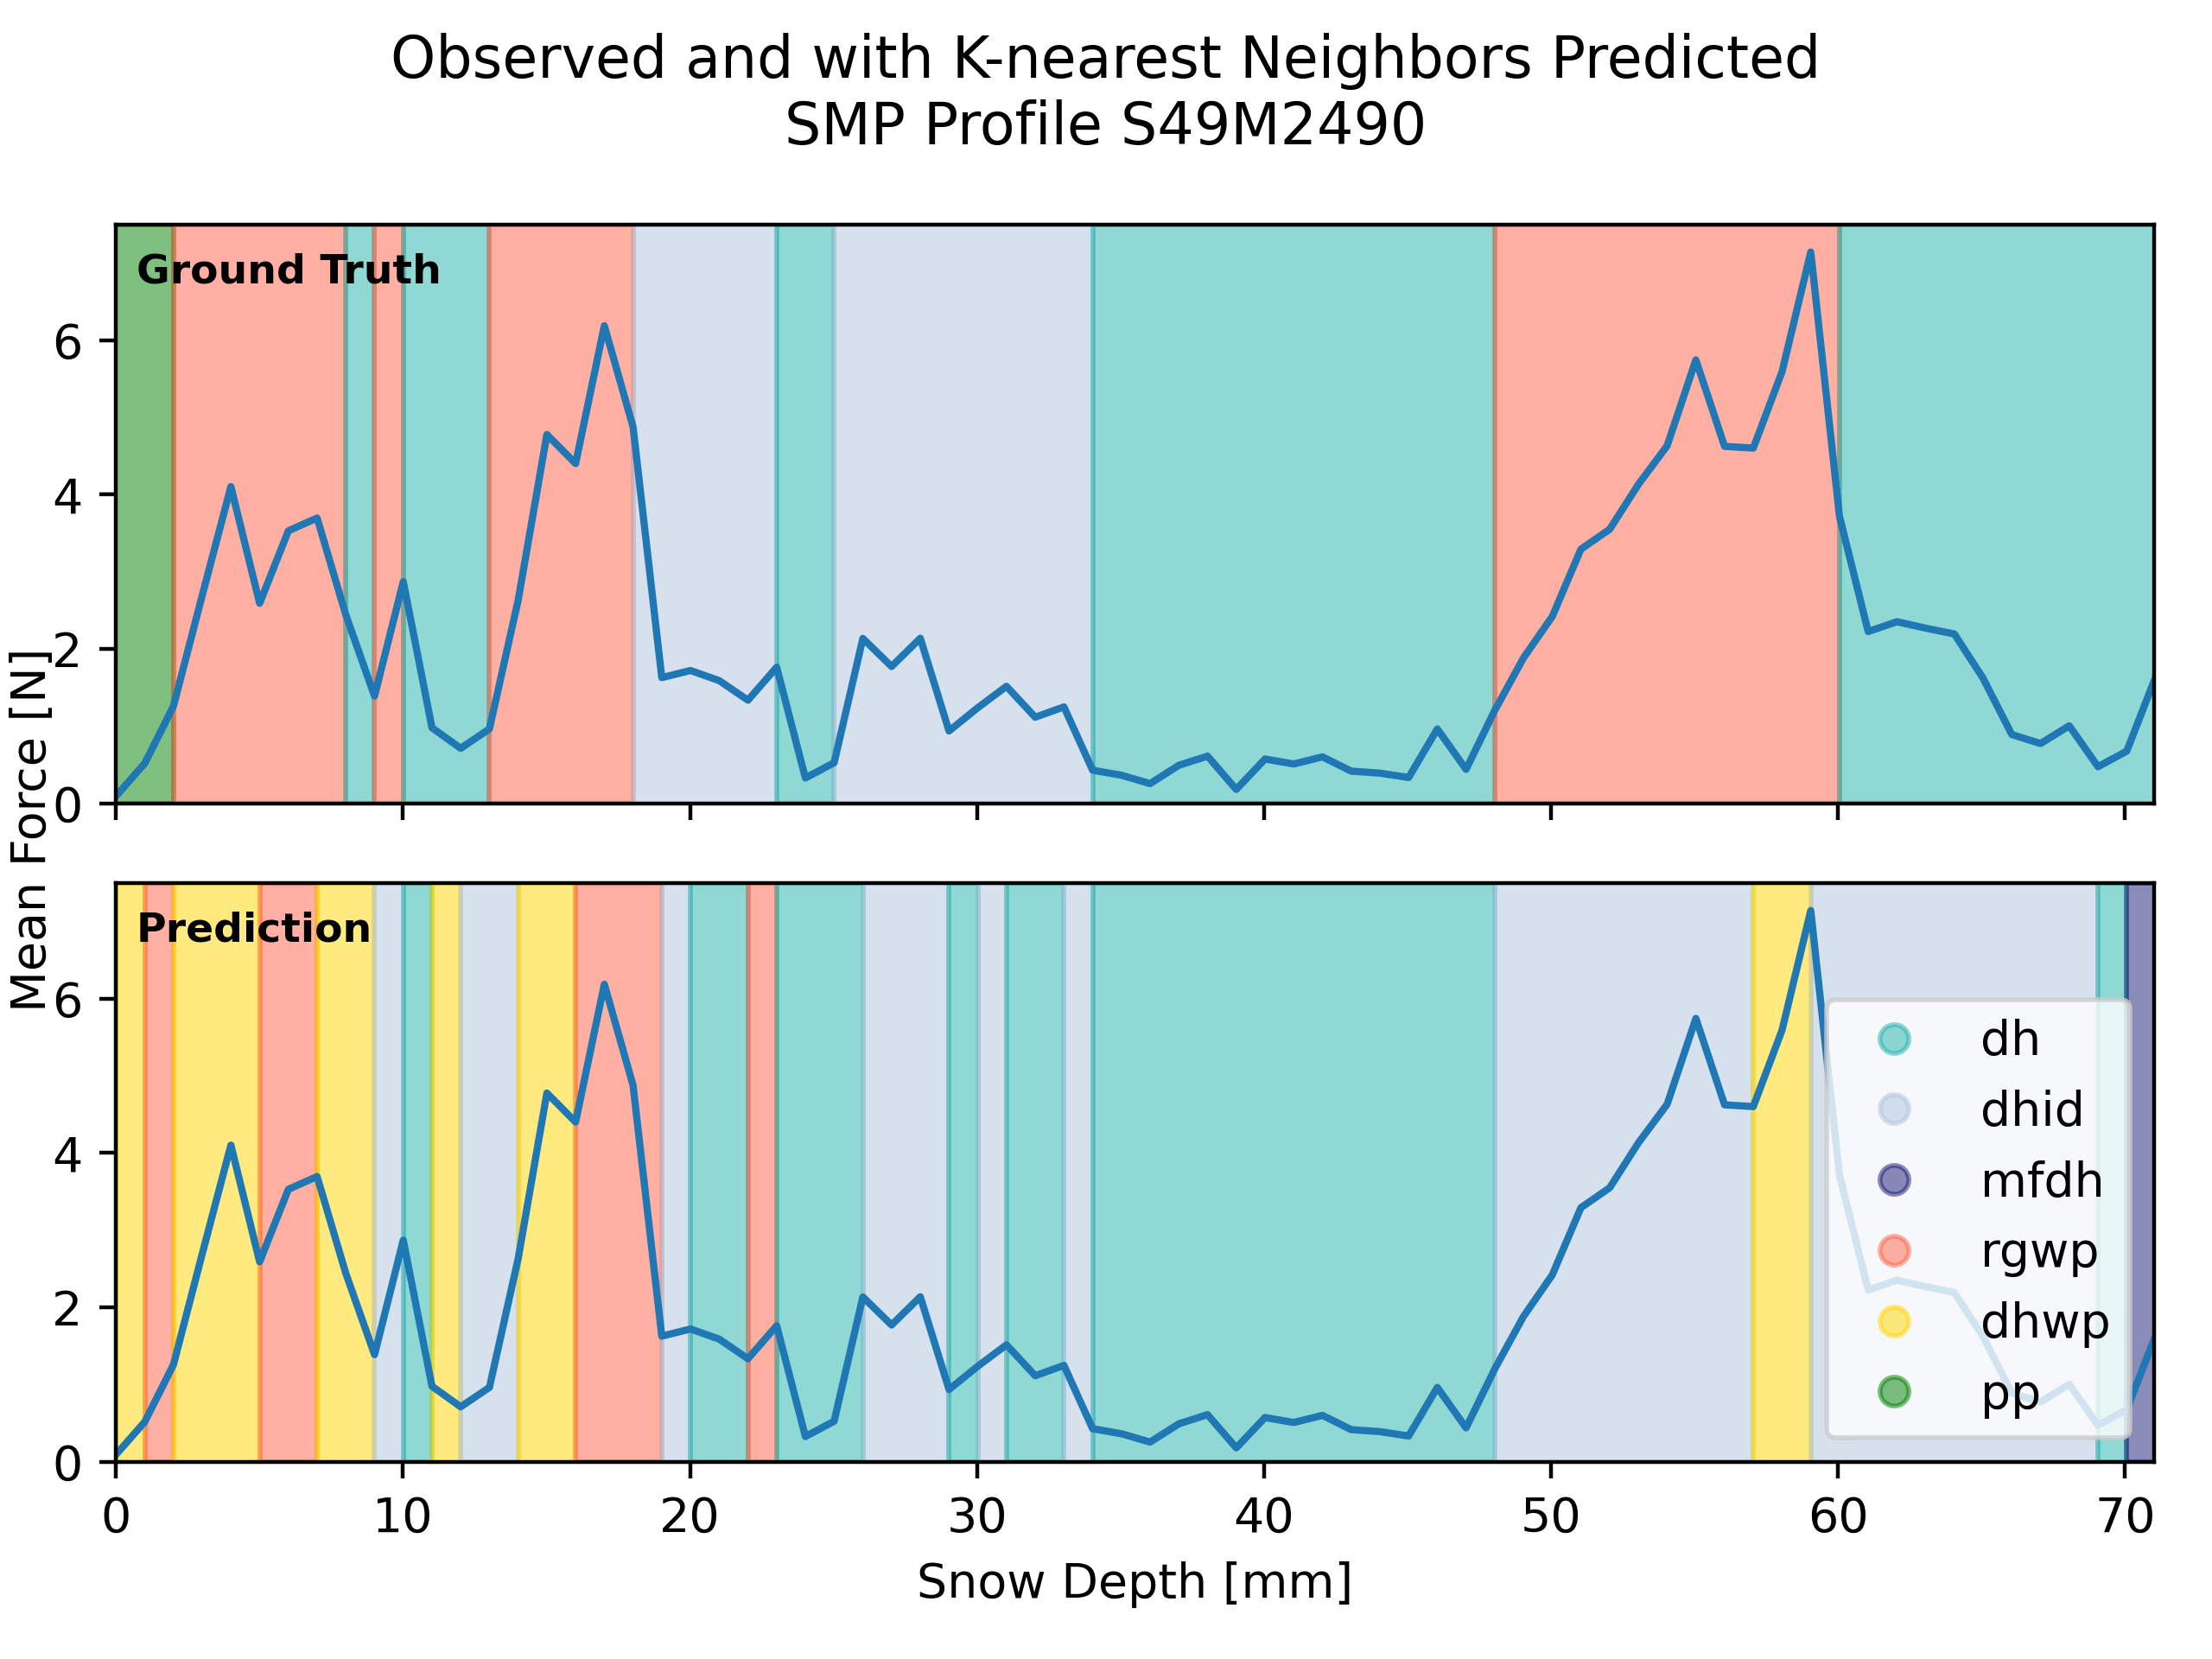 Observed and with K-nearest Neighbors Predicted
SMP Profile S49M2490
Ground Truth
6
4
2
0
Mean Force [N]
Prediction
6
4
2
0
dh
dhid
mfdh
rgwp
dhwp
pp
0 10 20 30 40 50 60 70
Snow Depth [mm]